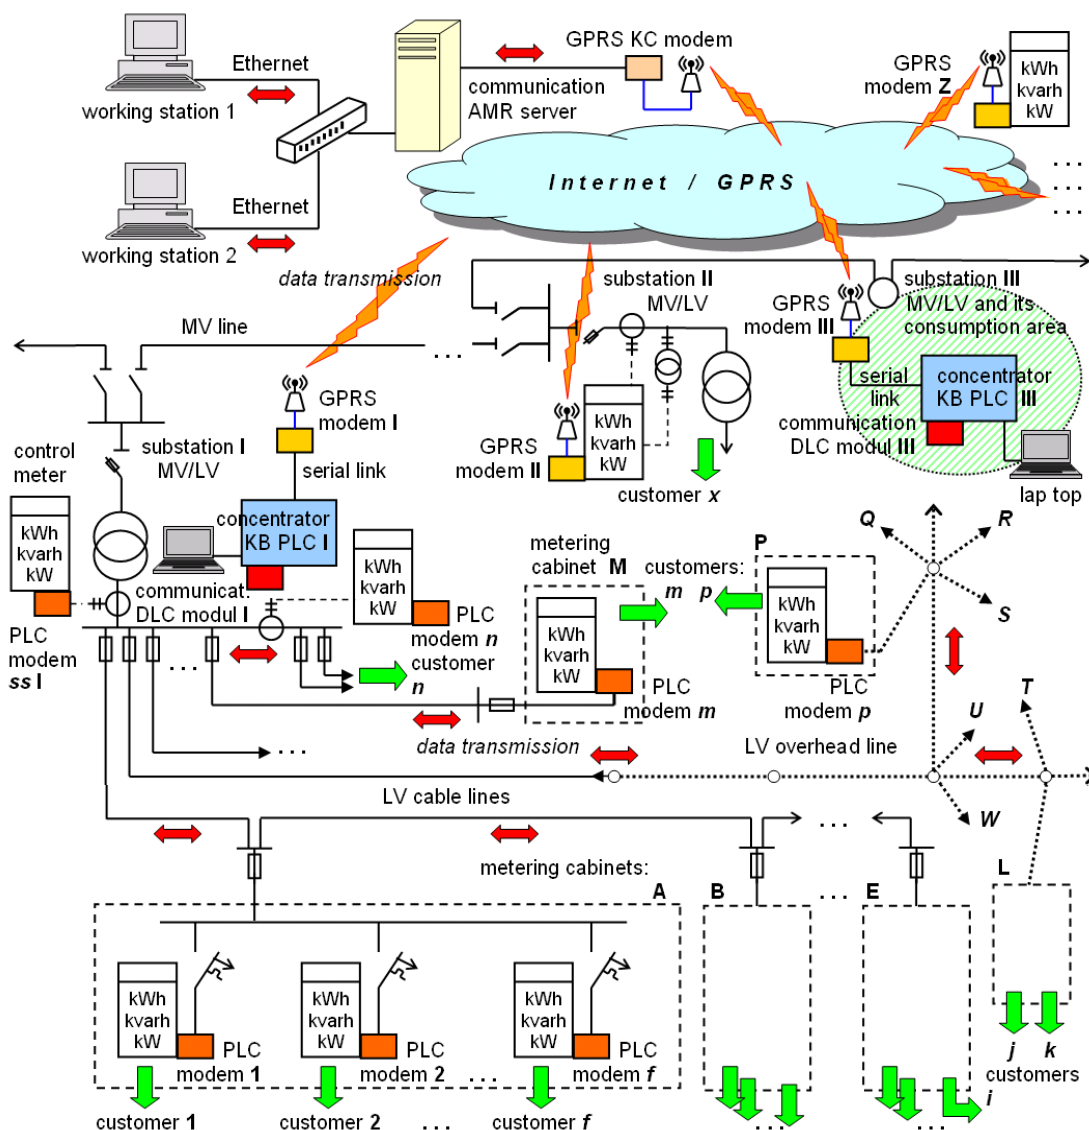 Ethernet
working station 1
Ethernet
working station 2
GPRS KC modem
communication
AMR server
GPRS
modem Z
kWh
kvarh
kW
Internet / GPRS
. . .
. . .
. . .
data transmission
substation II
MV/LV
substation III
MV/LV and its
consumption area
GPRS
modem III
MV line
. . .
serial
link
concentrator
KB PLC III
communication
DLC modul III
lap top
GPRS
modem I
serial link
GPRS
modem II
kWh
kvarh
kW
customer x
control
meter
substation I
MV/LV
kWh
kvarh
kW
concentrator
KB PLC I
communicat.
DLC modul I
kWh
kvarh
kW
PLC
modem n
customer
n
PLC
modem
ss I
. . .
metering
cabinet M
customers:
m p
P
kWh
kvarh
kW
kWh
kvarh
kW
PLC
modem m
PLC
modem p
Q
R
S
T
U
W
data transmission
. . .
LV overhead line
LV cable lines
. . .
metering cabinets:
A
B
. . .
E
L
kWh
kvarh
kW
PLC
modem 1
kWh
kvarh
kW
PLC
modem 2
. . .
kWh
kvarh
kW
PLC
modem f
customer 1
customer 2
. . .
customer f
. . .
. . .
j k
customers
i